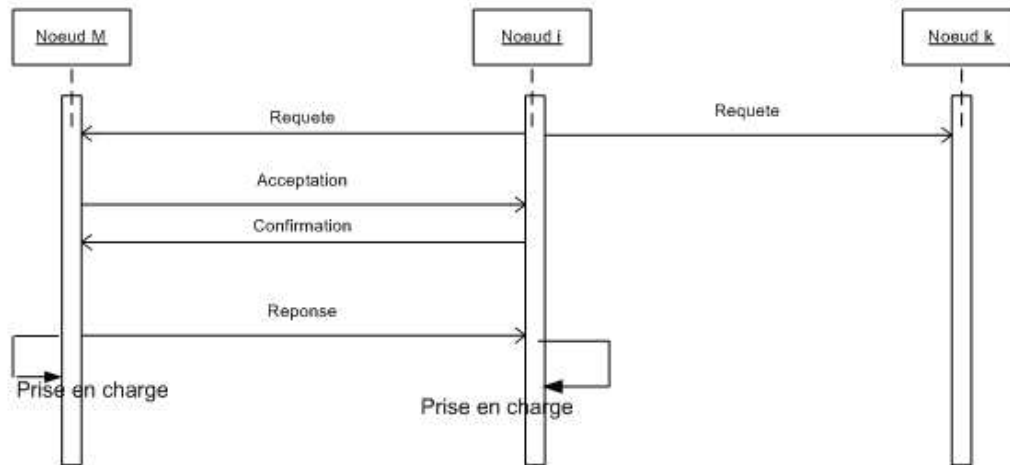 Noeud M
Noeud i
Noeud k
Requete
Requete
Acceptation
Confirmation
Reponse
Prise en charge
Prise en charge